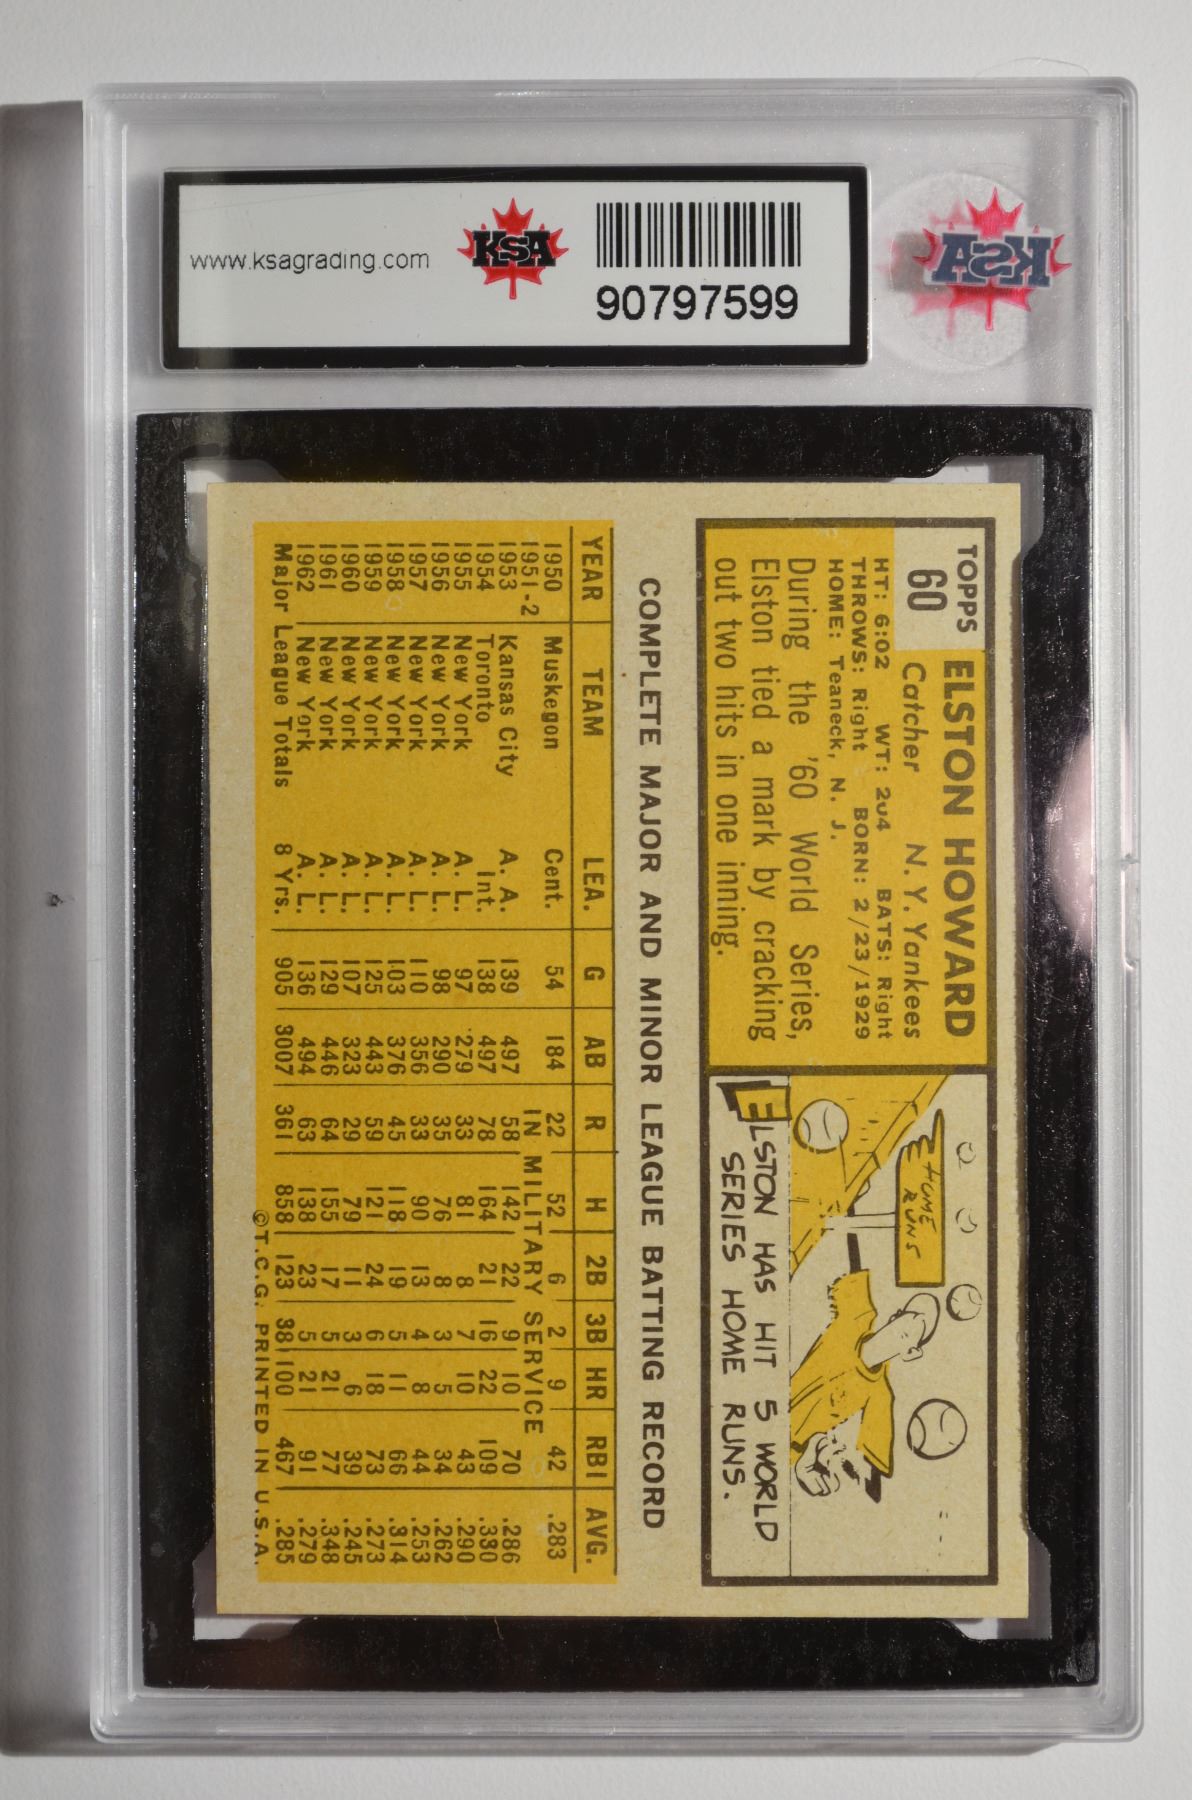 www.ksagrading.com
KSA
90797599
KSA
TOPPS
60
ELSTON HOWARD
Catcher N. Y. Yankees
HT: 6:02 WT: 204 BATS: Right
THROWS: Right BORN: 2/23/1929
HOME: Teaneck, N. J.
During the '60 World Series,
Elston tied a mark by cracking
out two hits in one inning.
HOME
RUNS
ELSTON HAS HIT 5 WORLD
SERIES HOME RUNS.
COMPLETE MAJOR AND MINOR LEAGUE BATTING RECORD
YEAR TEAM LEA. G AB R H 2B 3B HR RBI AVG.
1950 Muskegon Cent. 54 184 22 52 6 2 9 42 .283
1951-2 IN MILITARY SERVICE
1953 Kansas City A. A. 139 497 58 142 22 9 10 70 .286
1954 Toronto Int. 138 497 78 164 21 16 22 109 .330
1955 New York A. L. 97 279 33 81 8 7 10 43 .290
1956 New York A. L. 98 290 35 76 8 3 5 34 .262
1957 New York A. L. 110 356 33 90 13 4 8 44 .253
1958 New York A. L. 103 376 45 118 19 5 11 66 .314
1959 New York A. L. 125 443 59 121 24 6 18 73 .273
1960 New York A. L. 107 323 29 79 11 3 6 39 .245
1961 New York A. L. 129 446 64 155 17 5 21 77 .348
1962 New York A. L. 136 494 63 138 23 5 21 91 .279
Major League Totals 8 Yrs. 905 3007 361 858 123 38 100 467 .285
©T.C.G. PRINTED IN U.S.A.